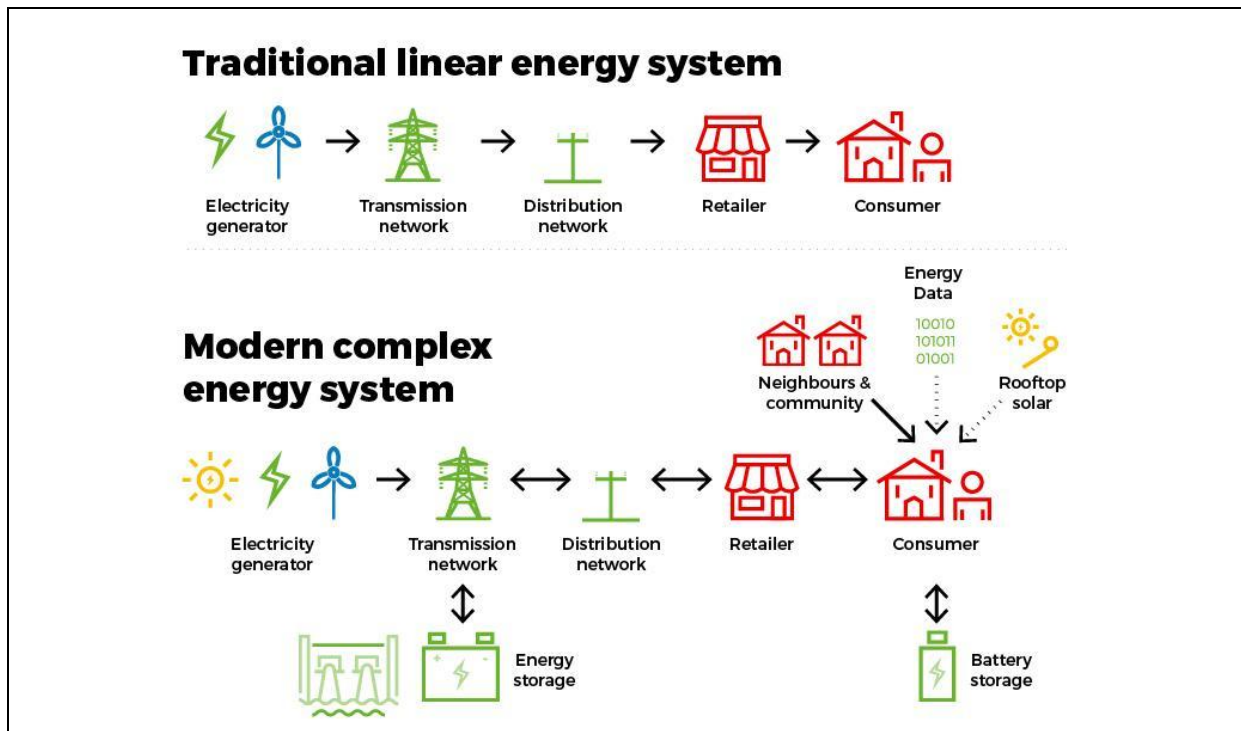 Traditional linear energy system
Electricity
generator
Transmission
network
Distribution
network
Retailer
Consumer
Energy
Data
10010
101011
01001
Modern complex
energy system
Neighbours &
community
Rooftop
solar
Electricity
generator
Transmission
network
Distribution
network
Retailer
Consumer
Energy
storage
Battery
storage